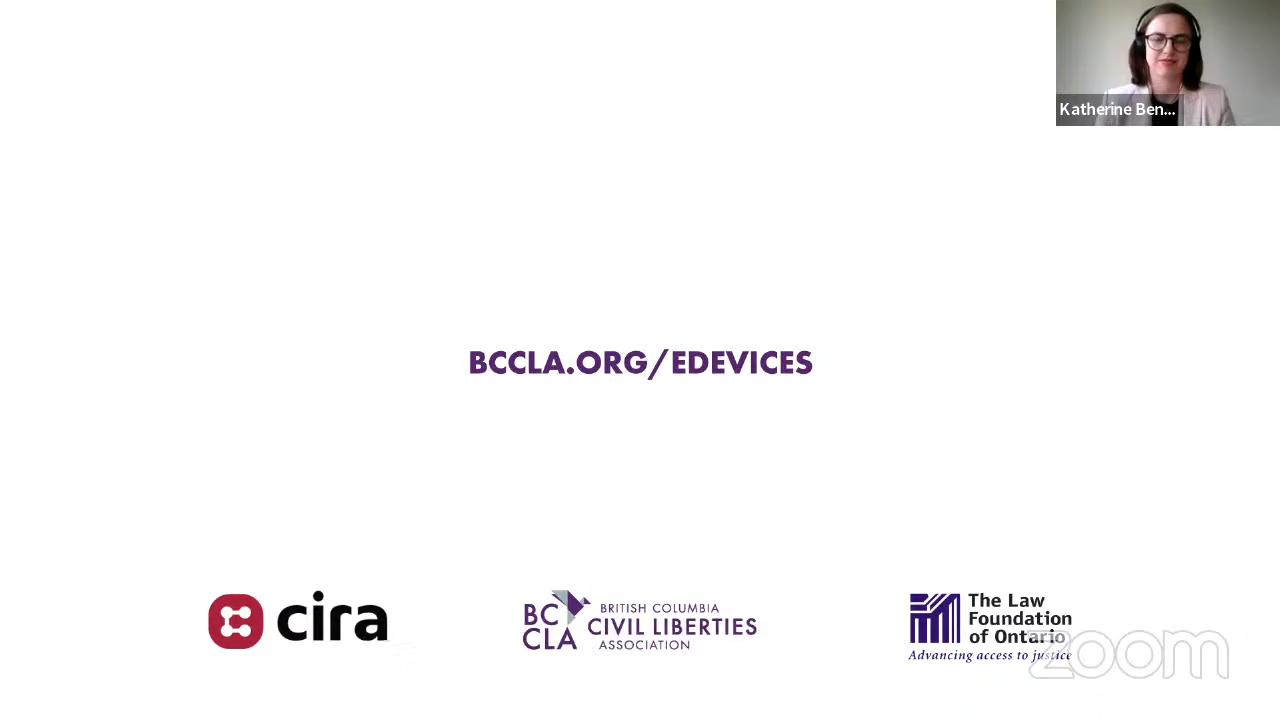 Katherine Ben...
BCCLA.ORG/EDEVICES
cira
BC
CLA
BRITISH COLUMBIA
CIVIL LIBERTIES
ASSOCIATION
The Law
Foundation
of Ontario
Advancing access to justice
zoom